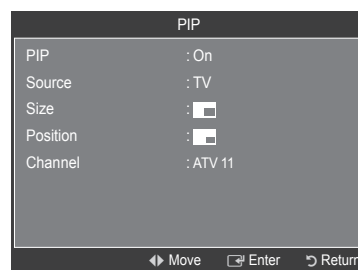 PIP
PIP : On
Source : TV
Size :
Position :
Channel : ATV 11
Move Enter Return